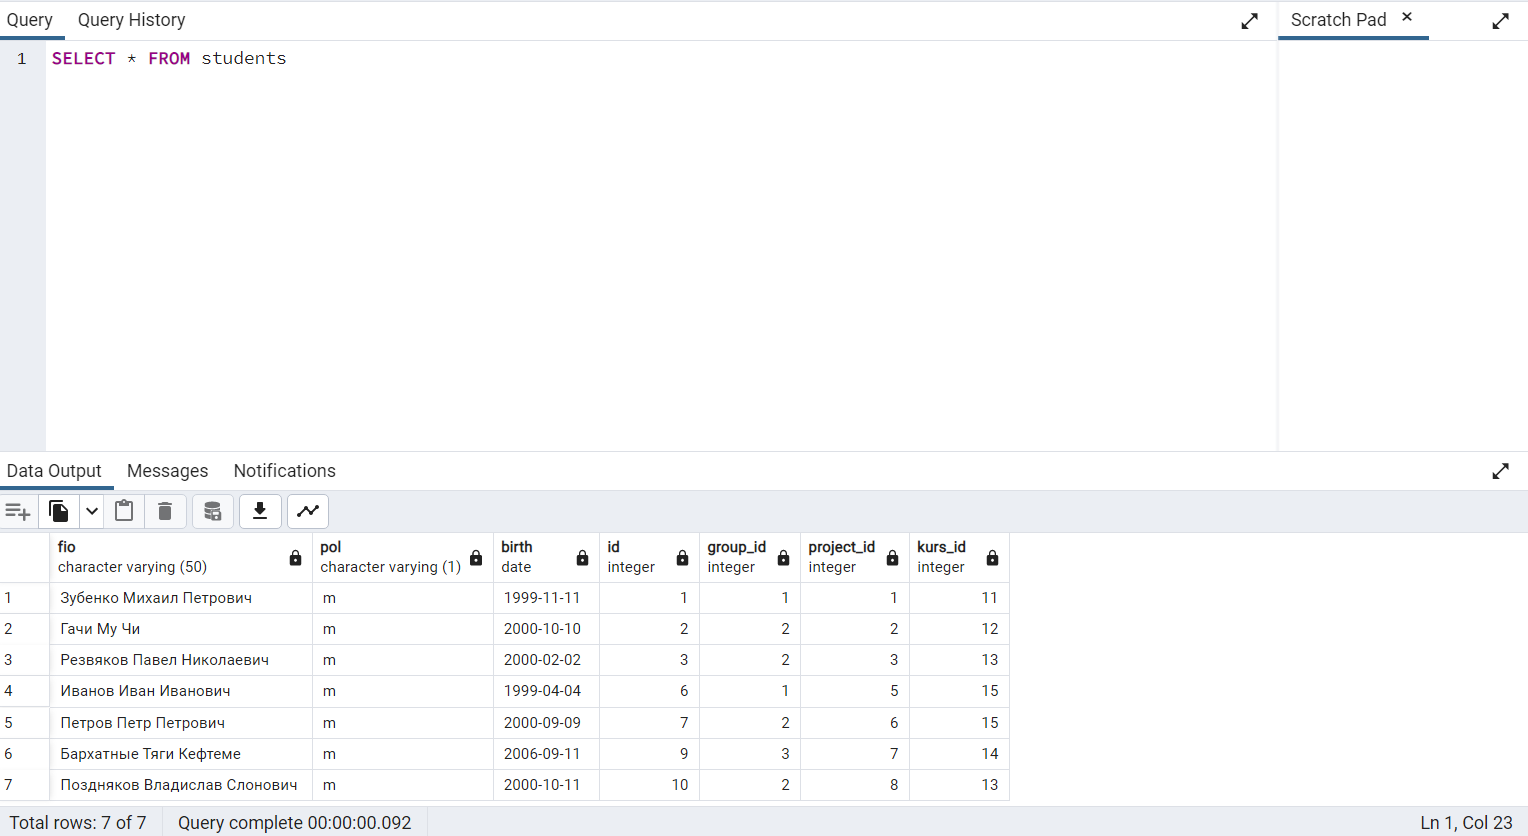 Query Query History Scratch Pad ×
1 SELECT * FROM students
Data Output Messages Notifications
fio pol birth id group_id project_id kurs_id
character varying (50) character varying (1) date integer integer integer integer
1 Зубенко Михаил Петрович m 1999-11-11 1 1 1 11
2 Гачи Му Чи m 2000-10-10 2 2 2 12
3 Резвяков Павел Николаевич m 2000-02-02 3 2 3 13
4 Иванов Иван Иванович m 1999-04-04 6 1 5 15
5 Петров Петр Петрович m 2000-09-09 7 2 6 15
6 Бархатные Тяги Кефтеме m 2006-09-11 9 3 7 14
7 Поздняков Владислав Слонович m 2000-10-11 10 2 8 13
Total rows: 7 of 7 Query complete 00:00:00.092 Ln 1, Col 23